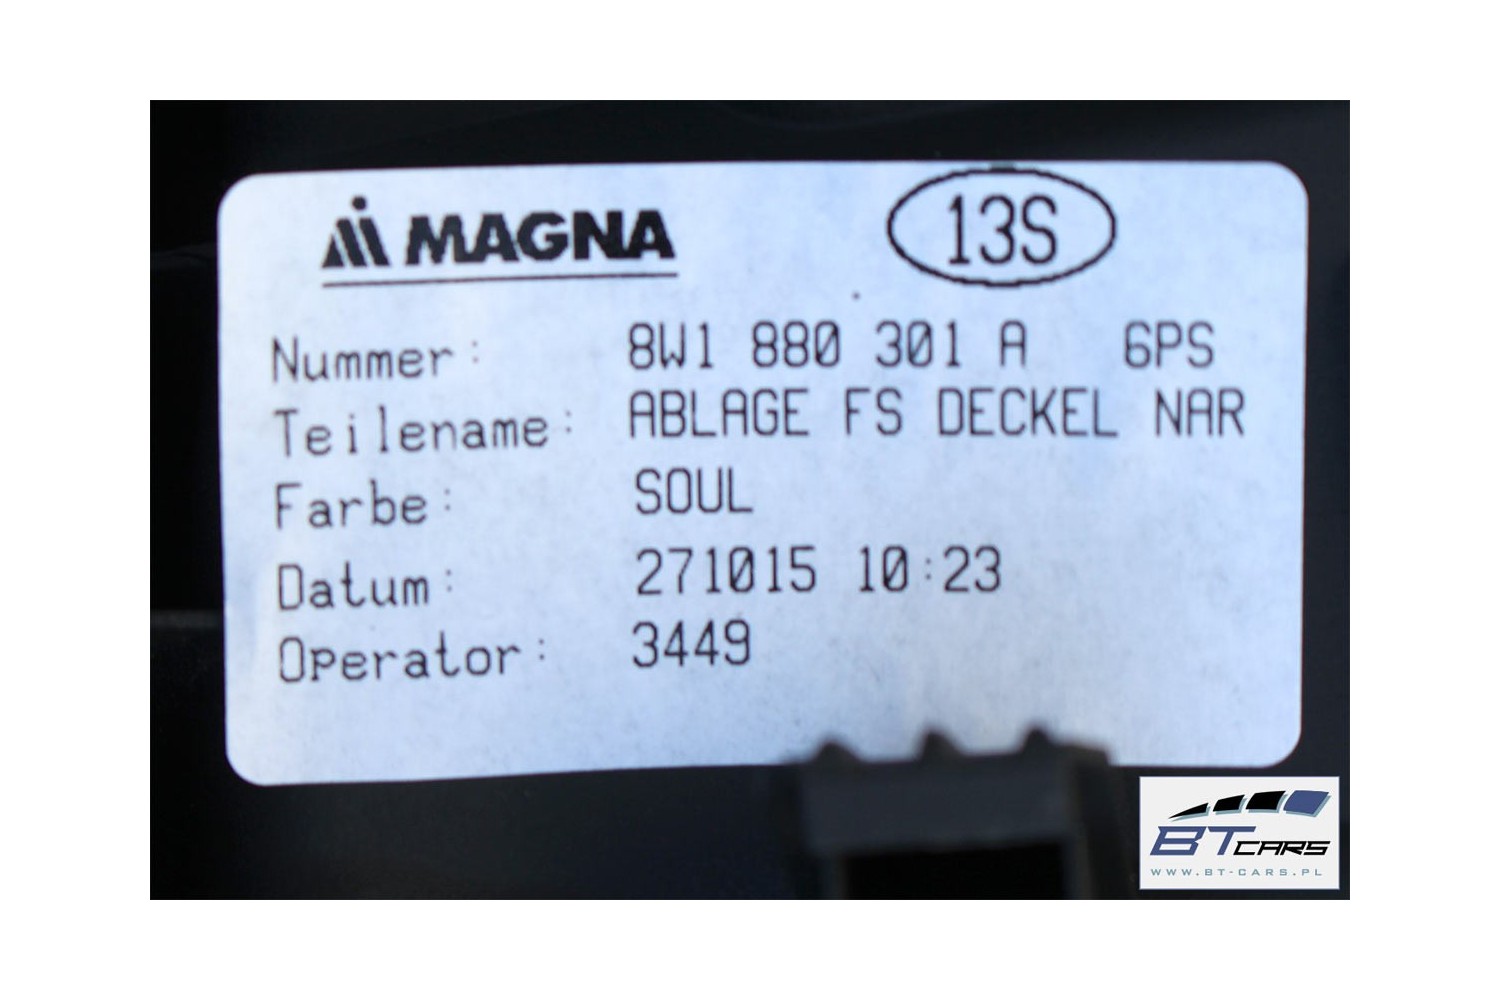 MAGNA
13S
Nummer: 8W1 880 301 A 6PS
Teilename: ABLAGE FS DECKEL NAR
Farbe: SOUL
Datum: 271015 10:23
Operator: 3449
BT CARS
WWW.BT-CARS.PL